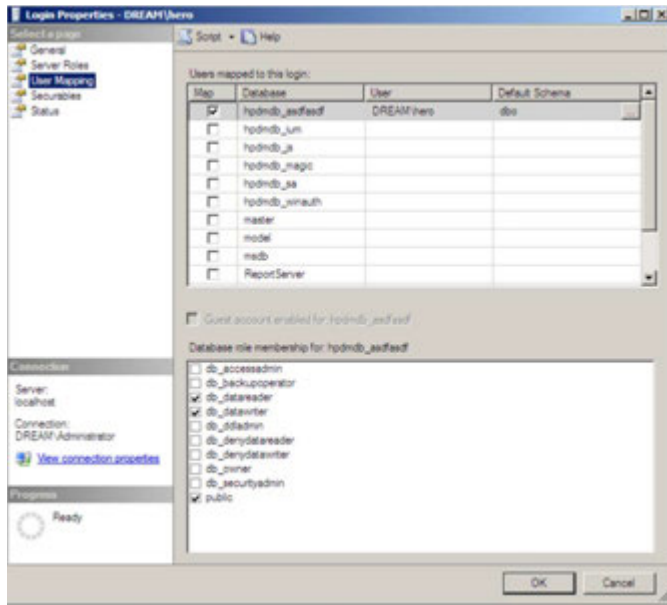 Login Properties - DREAM\hero
Select a page
General
Server Roles
User Mapping
Securables
Status
Script
Help
Users mapped to this login:
Map Database User Default Schema
hpdmdb_asdfasdf DREAM\hero dbo ...
hpdmdb_ium
hpdmdb_js
hpdmdb_magic
hpdmdb_sa
hpdmdb_winauth
master
model
msdb
ReportServer
Guest account enabled for: hpdmdb_asdfasdf
Database role membership for: hpdmdb_asdfasdf
db_accessadmin
db_backupoperator
db_datareader
db_datawriter
db_ddladmin
db_denydatareader
db_denydatawriter
db_owner
db_securityadmin
public
Connection
Server:
localhost
Connection:
DREAM\Administrator
View connection properties
Progress
Ready
OK
Cancel